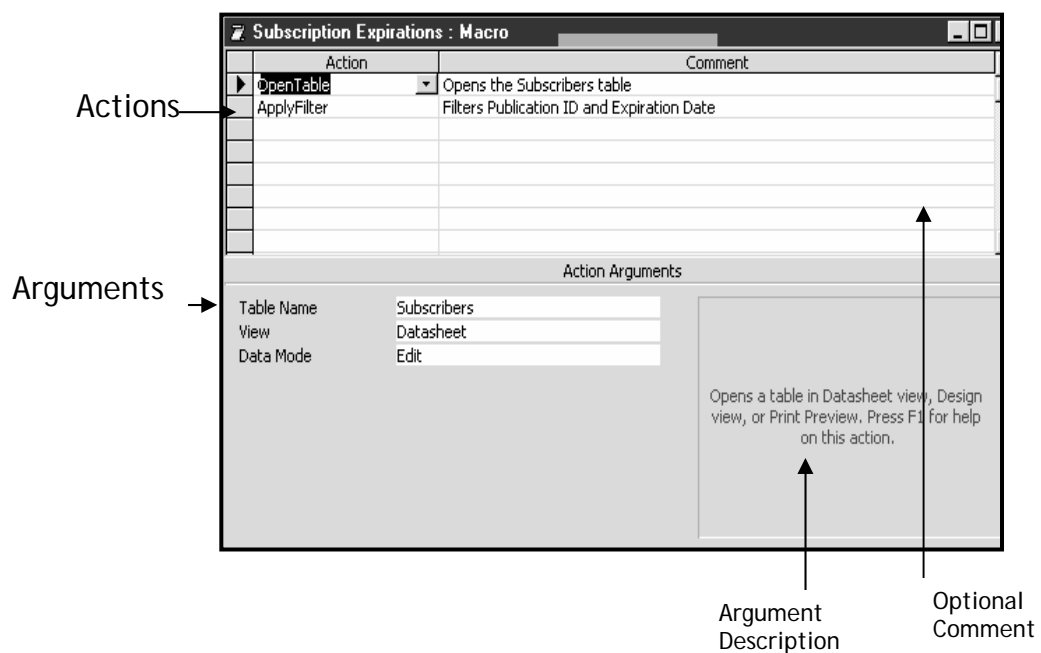 Subscription Expirations : Macro
Action Comment
OpenTable Opens the Subscribers table
Actions
ApplyFilter Filters Publication ID and Expiration Date
Action Arguments
Arguments
Table Name Subscribers
View Datasheet
Data Mode Edit
Opens a table in Datasheet view, Design
view, or Print Preview. Press F1 for help
on this action.
Argument
Description
Optional
Comment